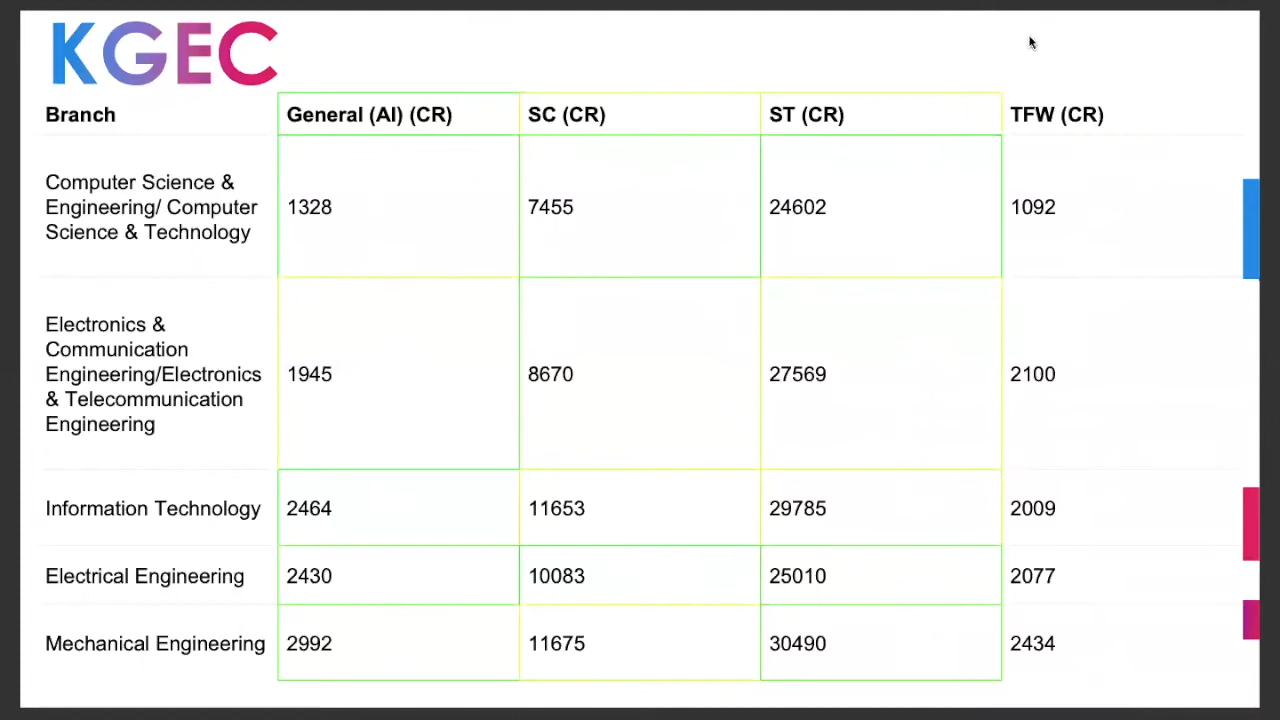 KGEC
Branch General (AI) (CR) SC (CR) ST (CR) TFW (CR)
Computer Science &
Engineering/ Computer 1328 7455 24602 1092
Science & Technology
Electronics &
Communication
Engineering/Electronics 1945 8670 27569 2100
& Telecommunication
Engineering
Information Technology 2464 11653 29785 2009
Electrical Engineering 2430 10083 25010 2077
Mechanical Engineering 2992 11675 30490 2434